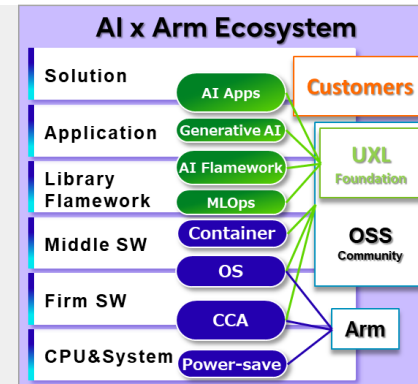 AI x Arm Ecosystem
Solution
AI Apps
Customers
Application
Generative AI
UXL
Foundation
Library
Flamework
AI Framework
MLOps
Middle SW
Container
OSS
Community
OS
Firm SW
CCA
Arm
CPU&System
Power-save